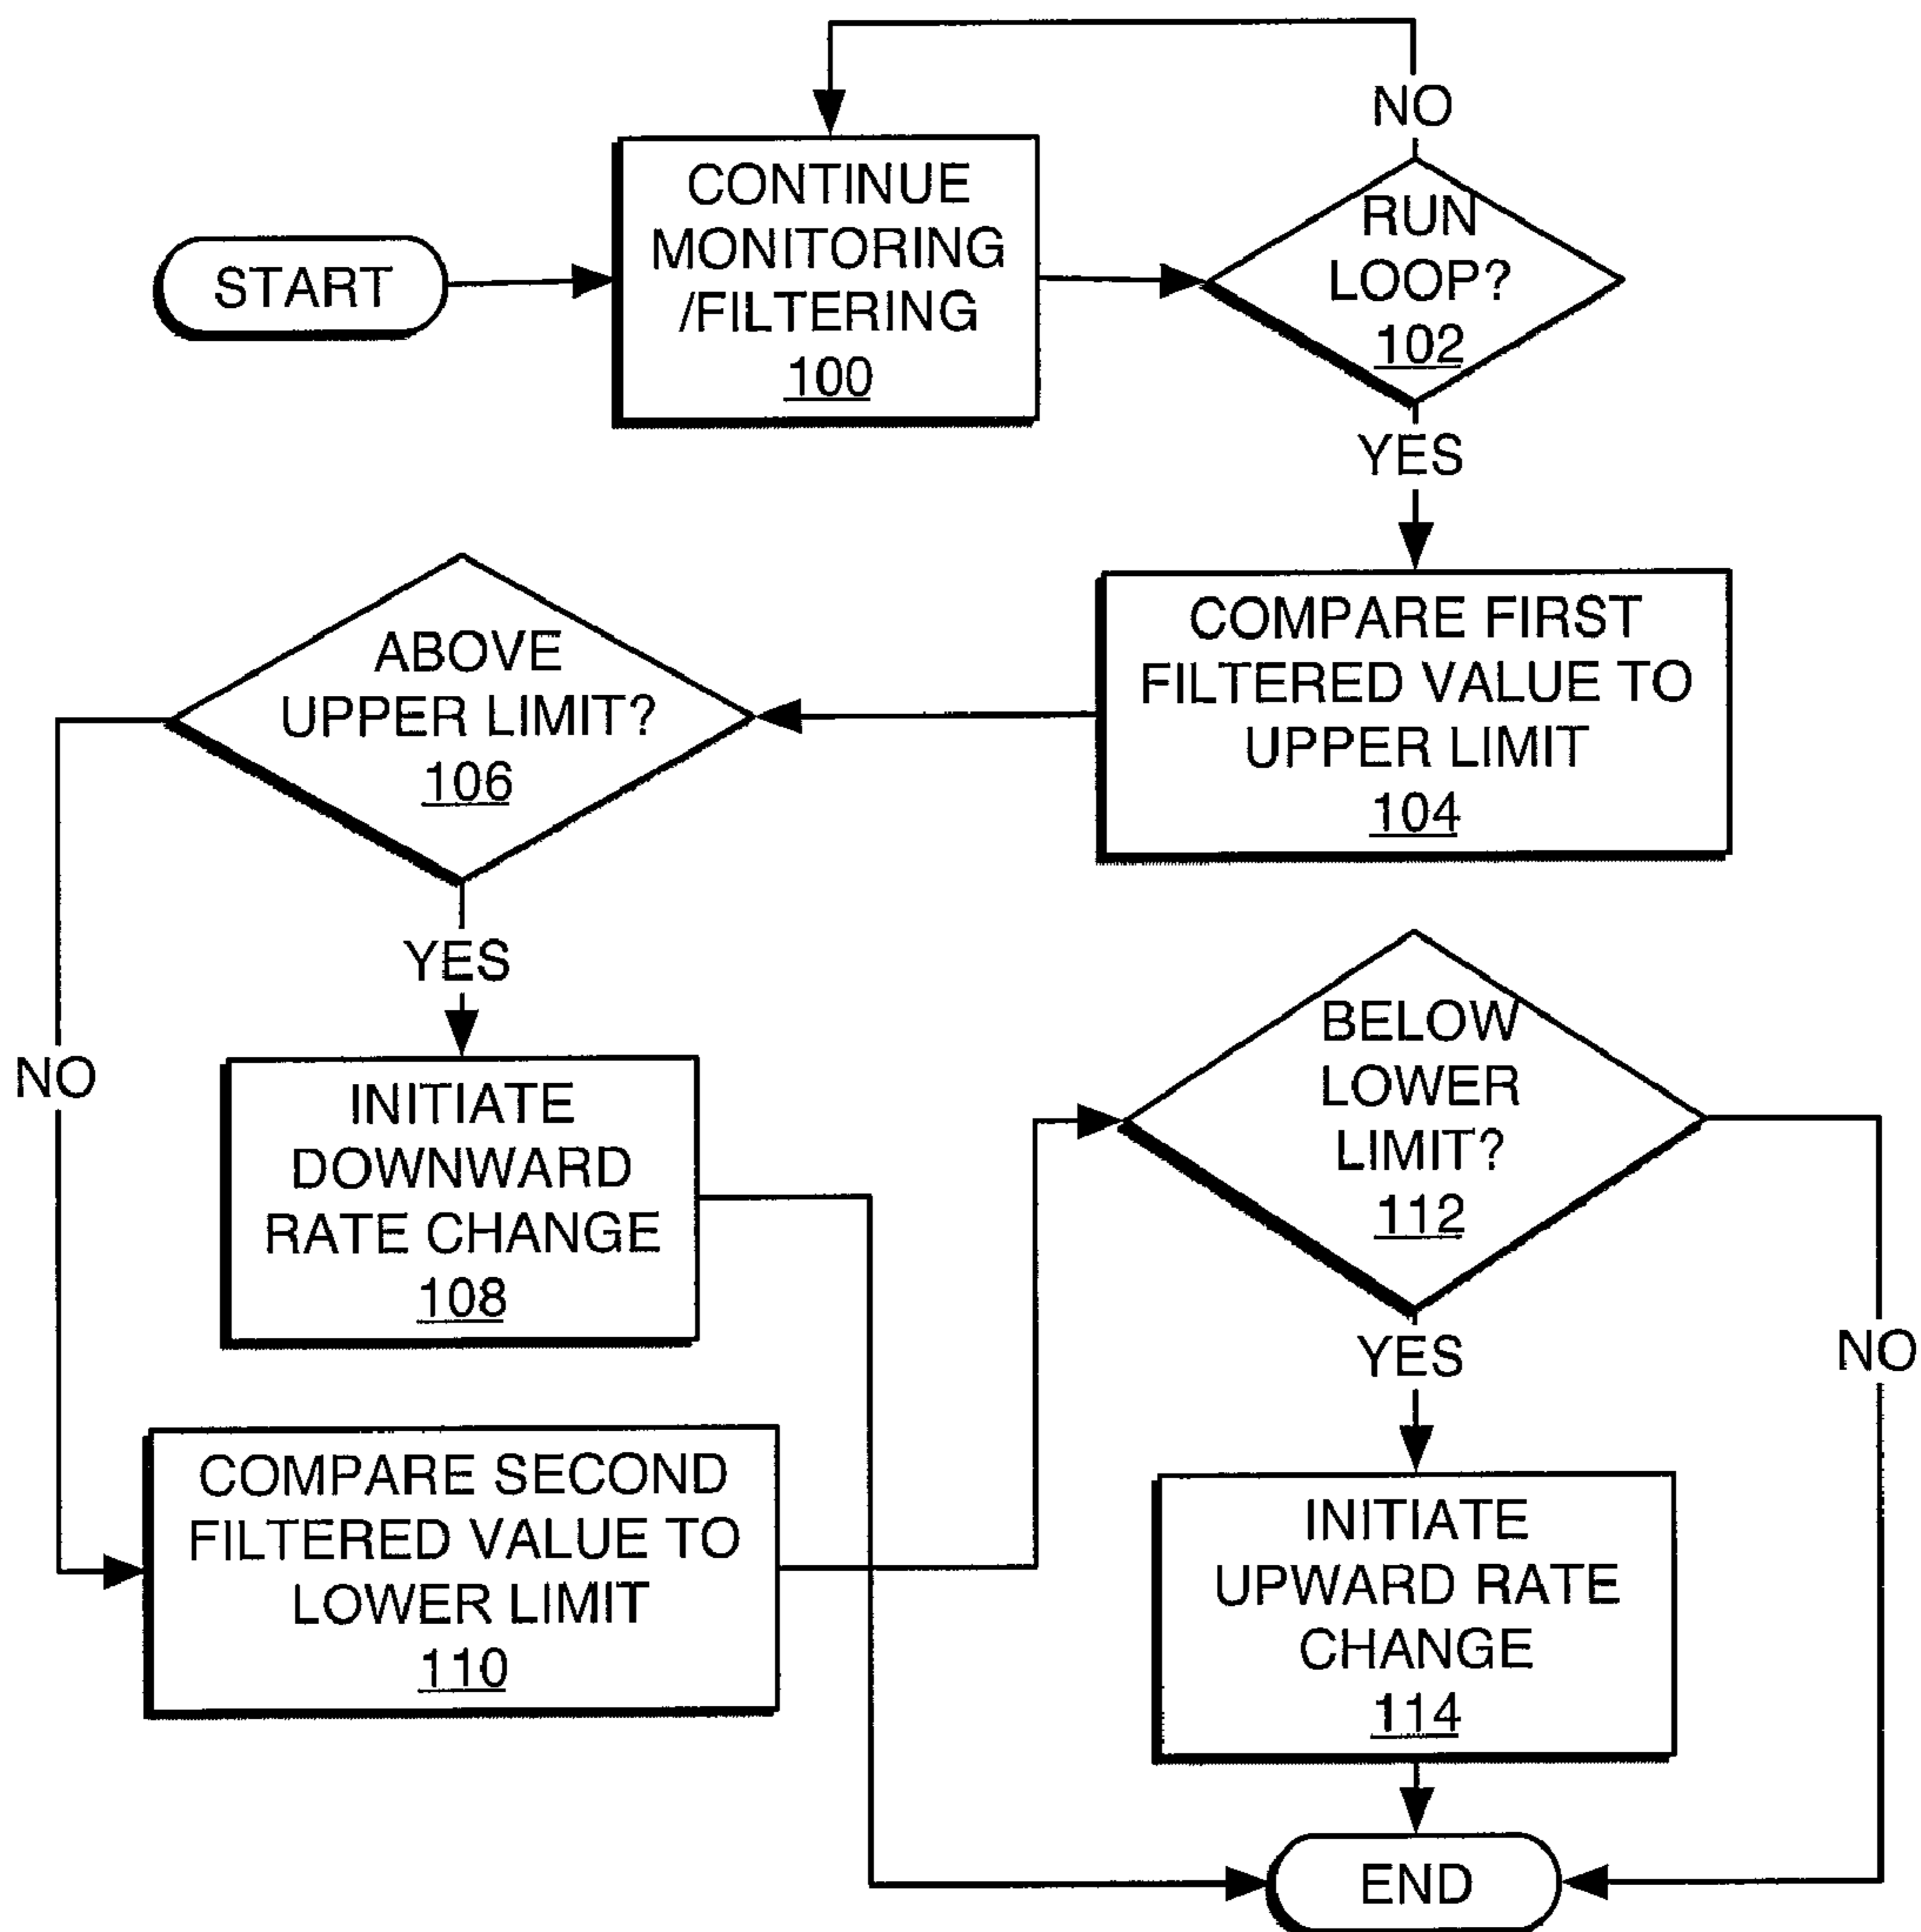 START
CONTINUE
MONITORING
/FILTERING
100
NO
RUN
LOOP?
102
YES
COMPARE FIRST
FILTERED VALUE TO
UPPER LIMIT
104
ABOVE
UPPER LIMIT?
106
YES
NO
INITIATE
DOWNWARD
RATE CHANGE
108
COMPARE SECOND
FILTERED VALUE TO
LOWER LIMIT
110
BELOW
LOWER
LIMIT?
112
YES
NO
INITIATE
UPWARD RATE
CHANGE
114
END